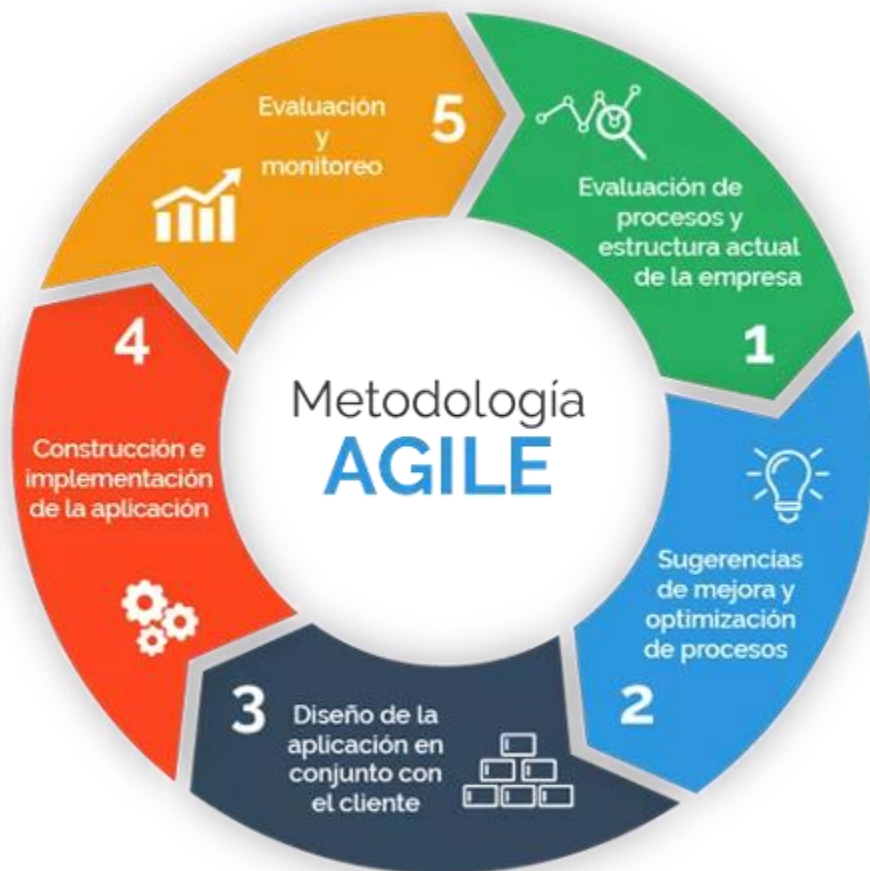 Metodología
AGILE
Evaluación de
procesos y
estructura actual
de la empresa
1
Sugerencias
de mejora y
optimización
de procesos
2
3
Diseño de la
aplicación en
conjunto con
el cliente
4
Construcción e
implementación
de la aplicación
5
Evaluación
y
monitoreo